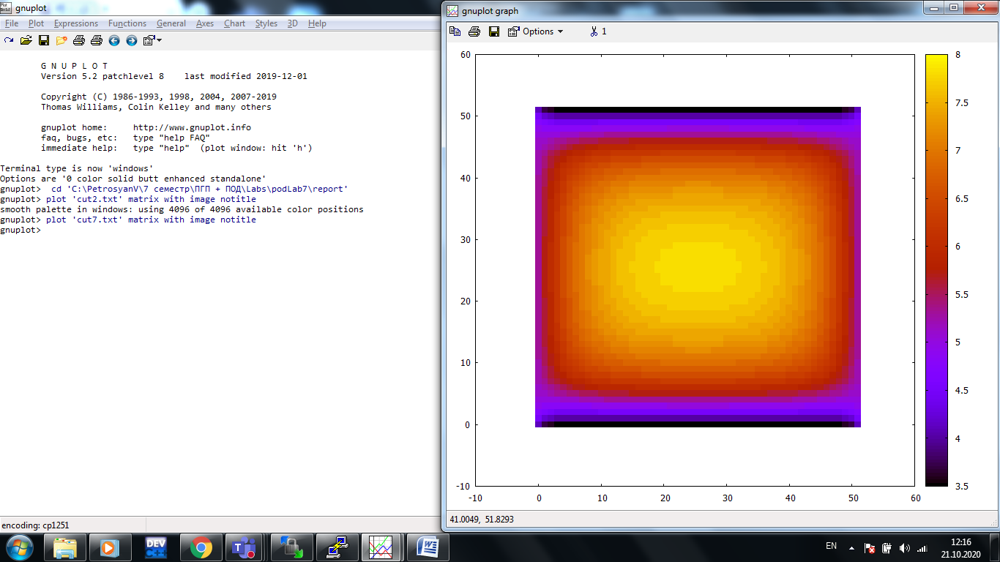 gnuplot
File Plot Expressions Functions General Axes Chart Styles 3D Help
G N U P L O T
Version 5.2 patchlevel 8    last modified 2019-12-01
Copyright (C) 1986-1993, 1998, 2004, 2007-2019
Thomas Williams, Colin Kelley and many others
gnuplot home:     http://www.gnuplot.info
faq, bugs, etc:   type "help FAQ"
immediate help:   type "help"  (plot window: hit 'h')
Terminal type is now 'windows'
Options are '0 color solid butt enhanced standalone'
gnuplot>  cd 'C:\PetrosyanV\7 семестр\ПГП + ПОД\Labs\podLab7\report'
gnuplot> plot 'cut2.txt' matrix with image notitle
smooth palette in windows: using 4096 of 4096 available color positions
gnuplot> plot 'cut7.txt' matrix with image notitle
gnuplot>
encoding: cp1251
gnuplot graph
Options 1
60
50
40
30
20
10
0
-10
-10 0 10 20 30 40 50 60
8
7.5
7
6.5
6
5.5
5
4.5
4
3.5
41.0049, 51.8293
DEV
C++
EN
12:16
21.10.2020